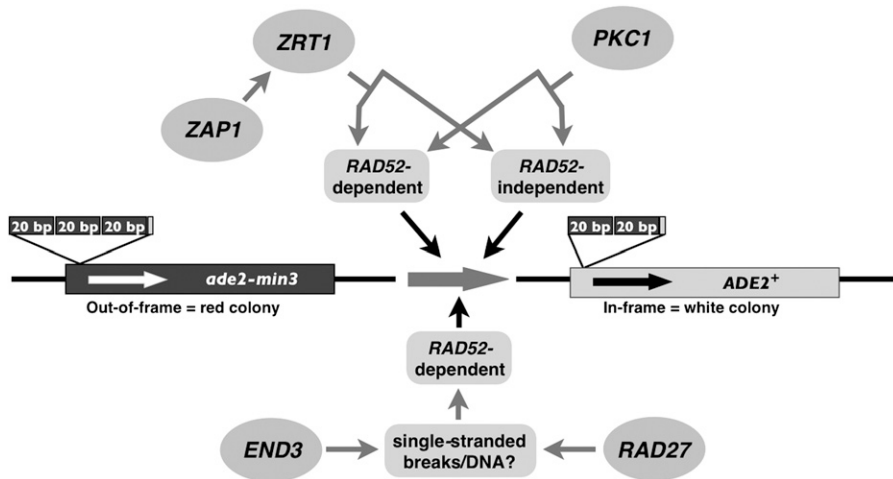 ZRT1
PKC1
ZAP1
RAD52-
dependent
RAD52-
independent
20 bp 20 bp 20 bp
20 bp 20 bp
ade2-min3
ADE2+
Out-of-frame = red colony
In-frame = white colony
RAD52-
dependent
END3
single-stranded
breaks/DNA?
RAD27